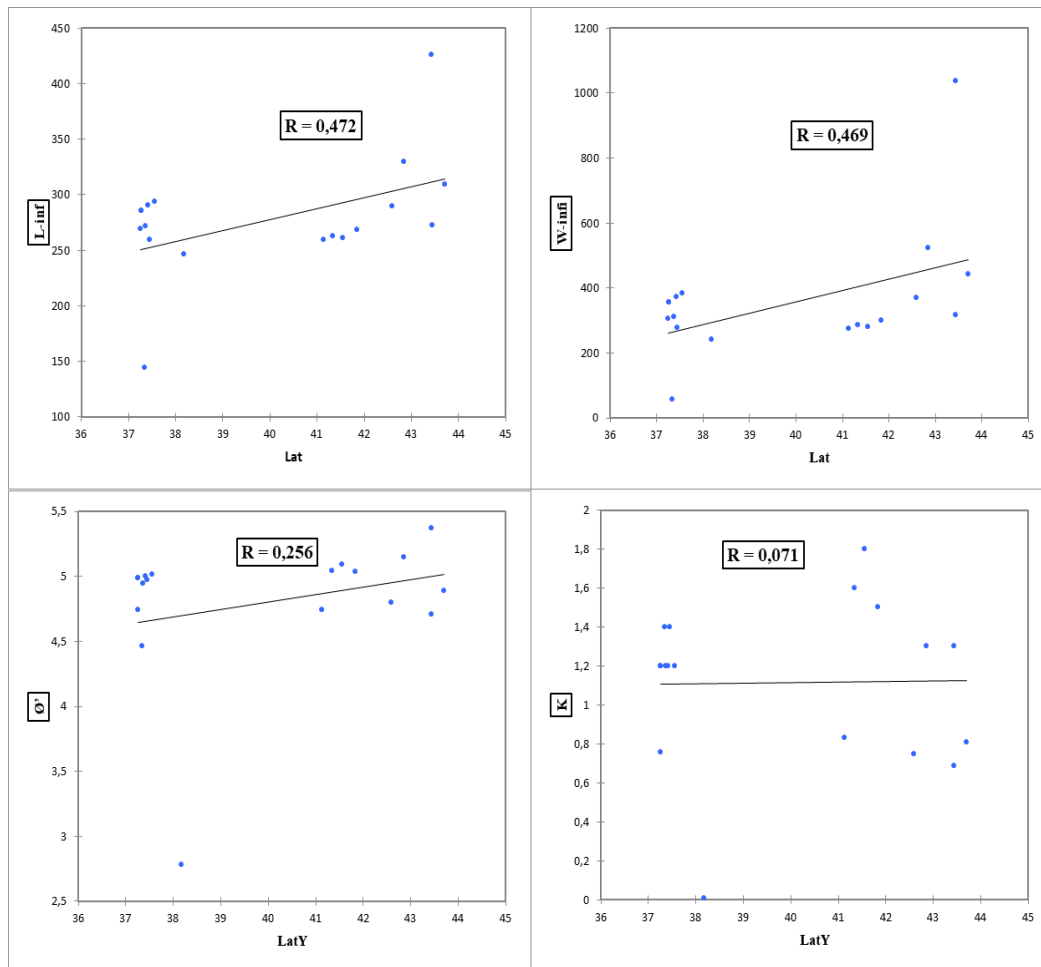 450
400
350
300
250
200
150
100
L-inf
R = 0,472
36 37 38 39 40 41 42 43 44 45
Lat
1200
1000
800
600
400
200
0
W-infi
R = 0,469
36 37 38 39 40 41 42 43 44 45
Lat
5,5
5
4,5
4
3,5
3
2,5
Ø’
R = 0,256
36 37 38 39 40 41 42 43 44 45
LatY
2
1,8
1,6
1,4
1,2
1
0,8
0,6
0,4
0,2
0
K
R = 0,071
36 37 38 39 40 41 42 43 44 45
LatY